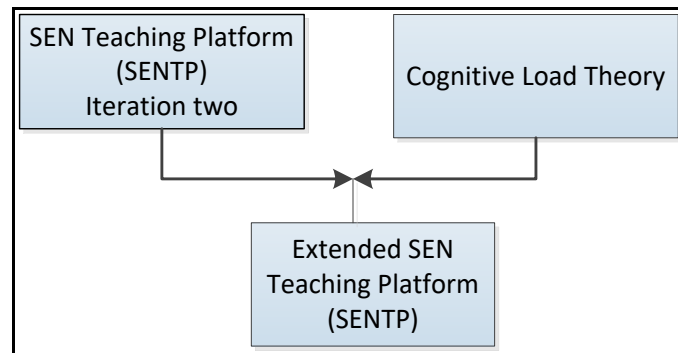 SEN Teaching Platform
(SENTP)
Iteration two
Cognitive Load Theory
Extended SEN
Teaching Platform
(SENTP)